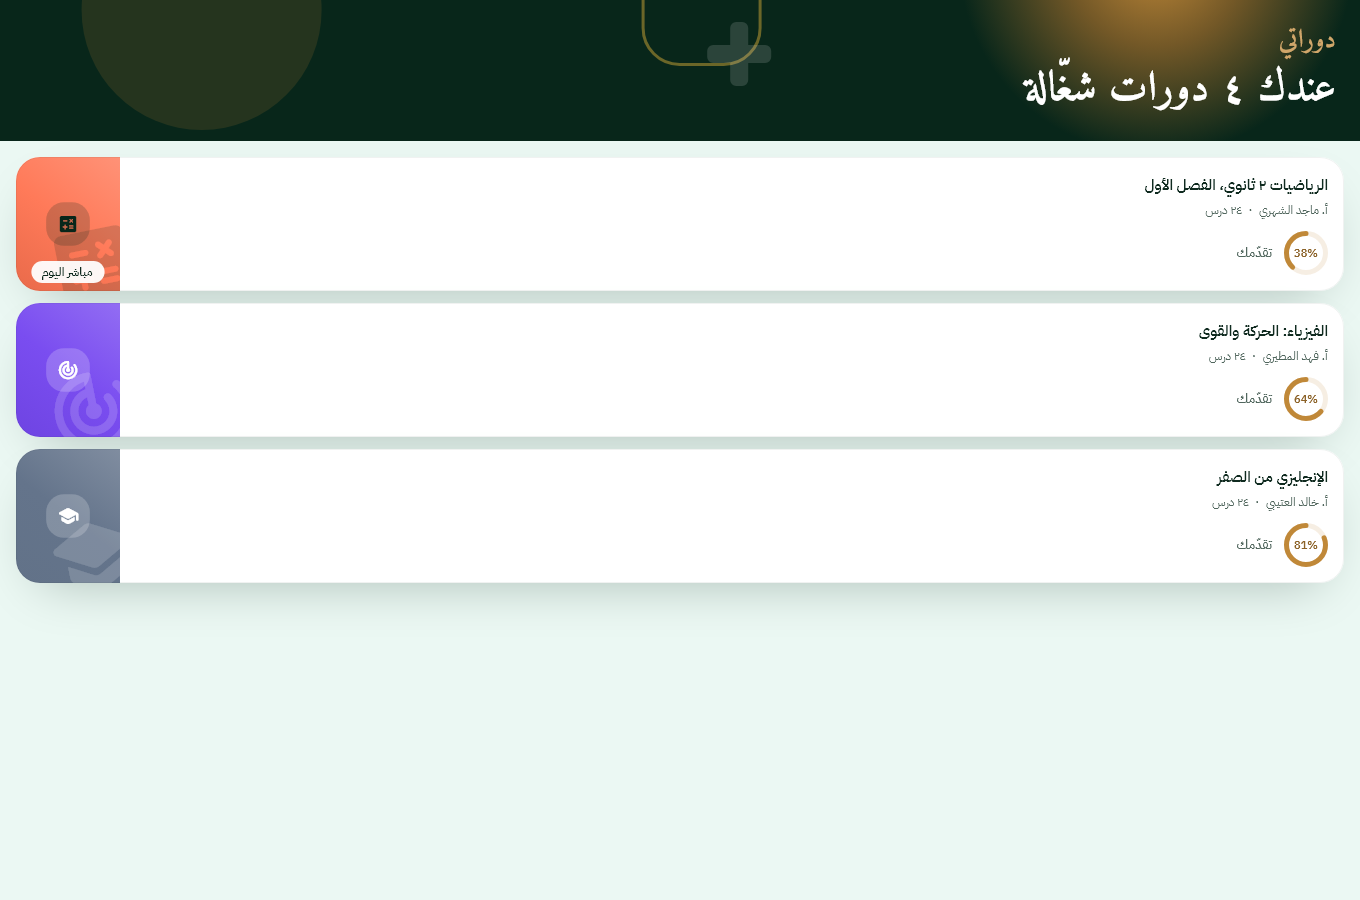 دوراتي
عندك ٤ دورات شغّالة
الرياضيات ٢ ثانوي، الفصل الأول
أ. ماجد الشهري · ٢٤ درس
38%
تقدّمك
مباشر اليوم
الفيزياء: الحركة والقوى
أ. فهد المطيري · ٢٤ درس
64%
تقدّمك
الإنجليزي من الصفر
أ. خالد العتيبي · ٢٤ درس
81%
تقدّمك